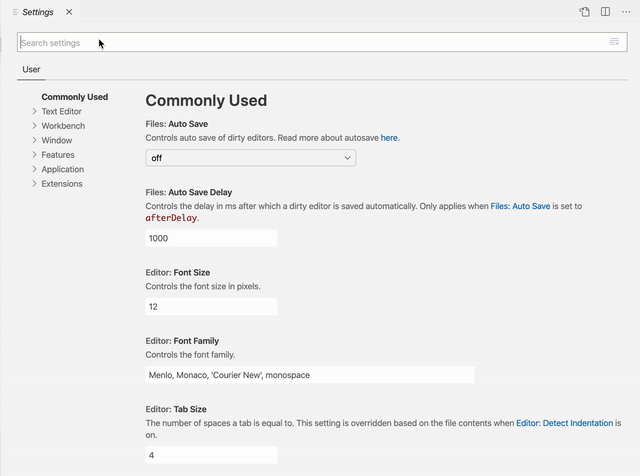 Settings
Search settings
User
Commonly Used
Text Editor
Workbench
Window
Features
Application
Extensions
Commonly Used
Files: Auto Save
Controls auto save of dirty editors. Read more about autosave here.
off
Files: Auto Save Delay
Controls the delay in ms after which a dirty editor is saved automatically. Only applies when Files: Auto Save is set to
afterDelay.
1000
Editor: Font Size
Controls the font size in pixels.
12
Editor: Font Family
Controls the font family.
Menlo, Monaco, 'Courier New', monospace
Editor: Tab Size
The number of spaces a tab is equal to. This setting is overridden based on the file contents when Editor: Detect Indentation is
on.
4